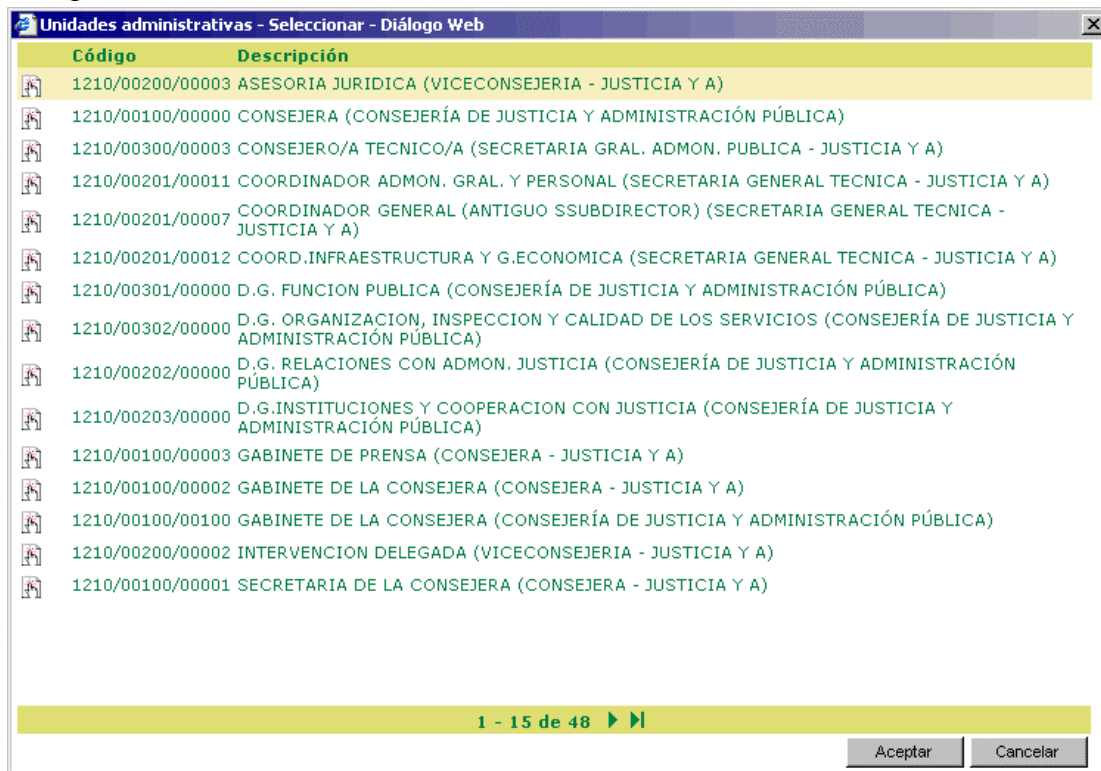 Unidades administrativas - Seleccionar - Diálogo Web
Código Descripción
1210/00200/00003 ASESORIA JURIDICA (VICECONSEJERIA - JUSTICIA Y A)
1210/00100/00000 CONSEJERA (CONSEJERÍA DE JUSTICIA Y ADMINISTRACIÓN PÚBLICA)
1210/00300/00003 CONSEJERO/A TECNICO/A (SECRETARIA GRAL. ADMON. PUBLICA - JUSTICIA Y A)
1210/00201/00011 COORDINADOR ADMON. GRAL. Y PERSONAL (SECRETARIA GENERAL TECNICA - JUSTICIA Y A)
1210/00201/00007 COORDINADOR GENERAL (ANTIGUO SSUBDIRECTOR) (SECRETARIA GENERAL TECNICA -
JUSTICIA Y A)
1210/00201/00012 COORD.INFRAESTRUCTURA Y G.ECONOMICA (SECRETARIA GENERAL TECNICA - JUSTICIA Y A)
1210/00301/00000 D.G. FUNCION PUBLICA (CONSEJERÍA DE JUSTICIA Y ADMINISTRACIÓN PÚBLICA)
1210/00302/00000 D.G. ORGANIZACION, INSPECCION Y CALIDAD DE LOS SERVICIOS (CONSEJERÍA DE JUSTICIA Y
ADMINISTRACIÓN PÚBLICA)
1210/00202/00000 D.G. RELACIONES CON ADMON. JUSTICIA (CONSEJERÍA DE JUSTICIA Y ADMINISTRACIÓN
PÚBLICA)
1210/00203/00000 D.G.INSTITUCIONES Y COOPERACION CON JUSTICIA (CONSEJERÍA DE JUSTICIA Y
ADMINISTRACIÓN PÚBLICA)
1210/00100/00003 GABINETE DE PRENSA (CONSEJERA - JUSTICIA Y A)
1210/00100/00002 GABINETE DE LA CONSEJERA (CONSEJERA - JUSTICIA Y A)
1210/00100/00100 GABINETE DE LA CONSEJERA (CONSEJERÍA DE JUSTICIA Y ADMINISTRACIÓN PÚBLICA)
1210/00200/00002 INTERVENCION DELEGADA (VICECONSEJERIA - JUSTICIA Y A)
1210/00100/00001 SECRETARIA DE LA CONSEJERA (CONSEJERA - JUSTICIA Y A)
1 - 15 de 48
Aceptar Cancelar